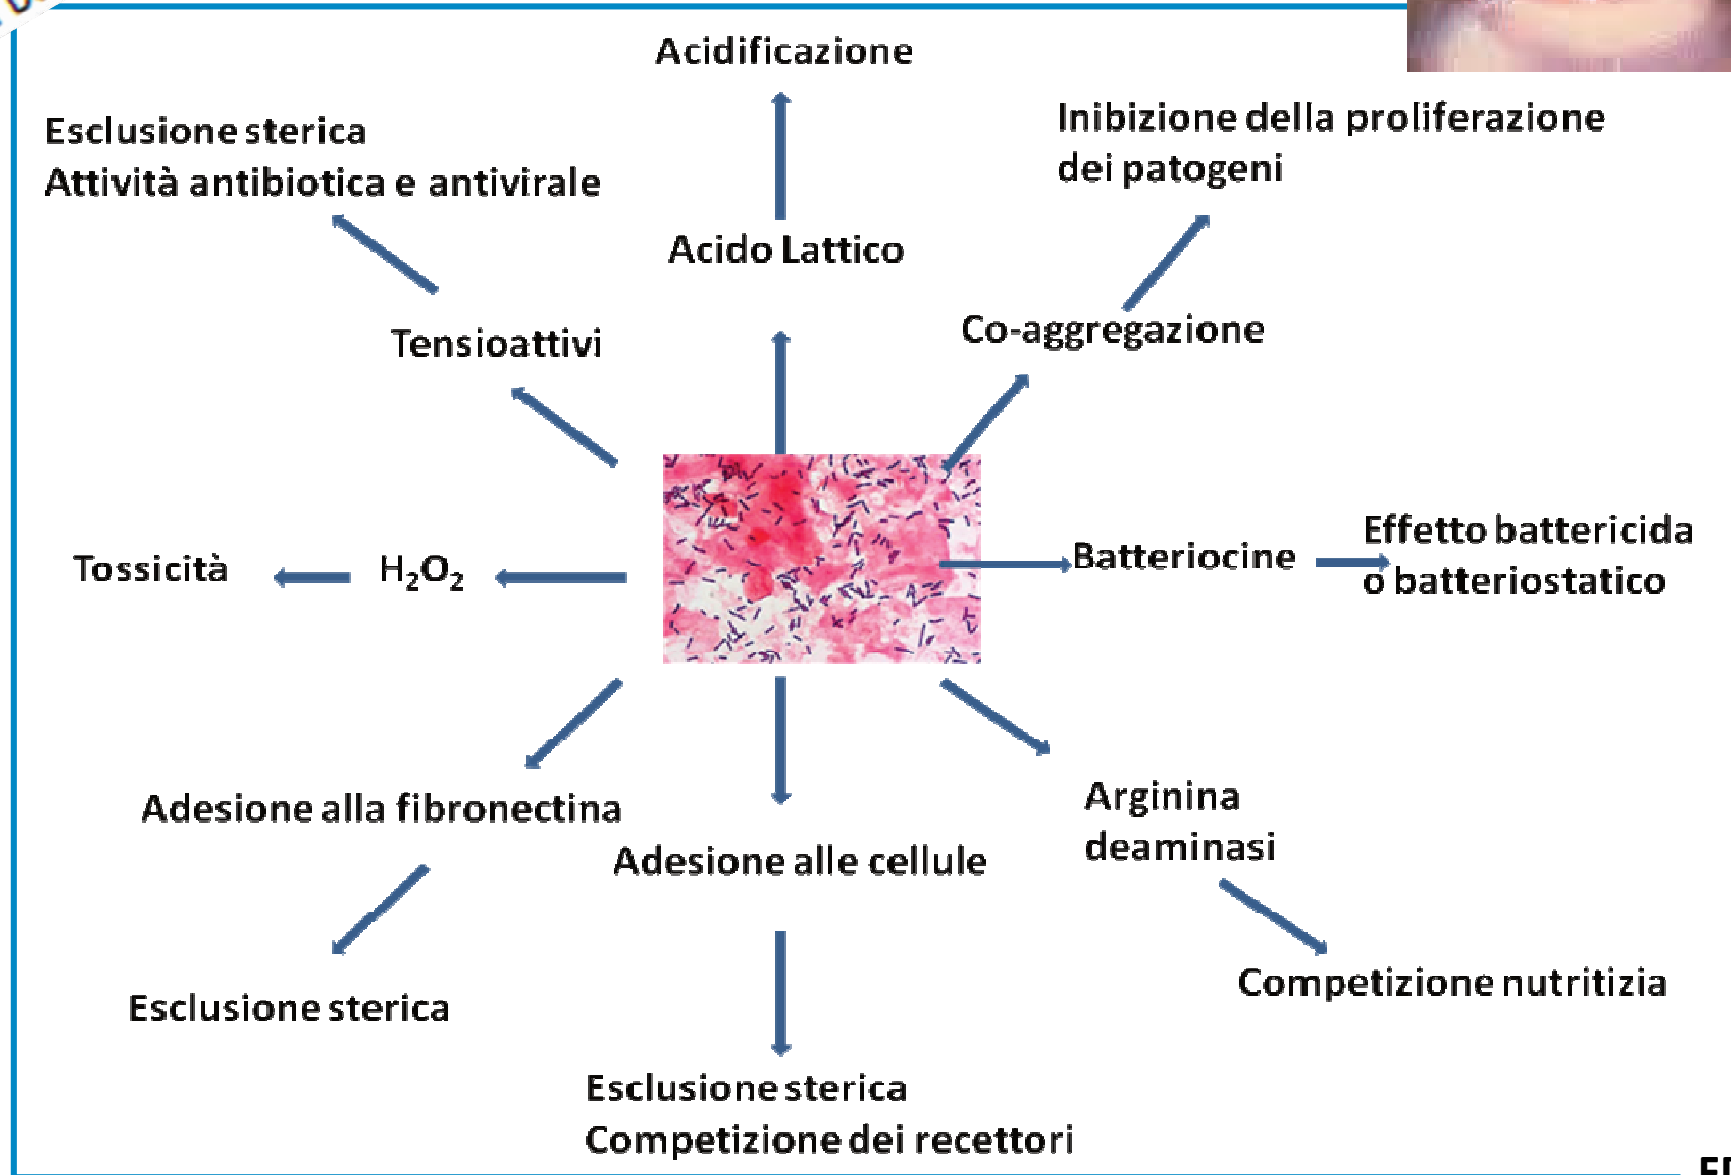 Acidificazione
Esclusione sterica
Attività antibiotica e antivirale
Inibizione della proliferazione
dei patogeni
Acido Lattico
Tensioattivi
Co-aggregazione
Tossicità
H₂O₂
Batteriocine
Effetto battericida
o batteriostatico
Adesione alla fibronectina
Adesione alle cellule
Arginina
deaminasi
Esclusione sterica
Competizione nutritizia
Esclusione sterica
Competizione dei recettori